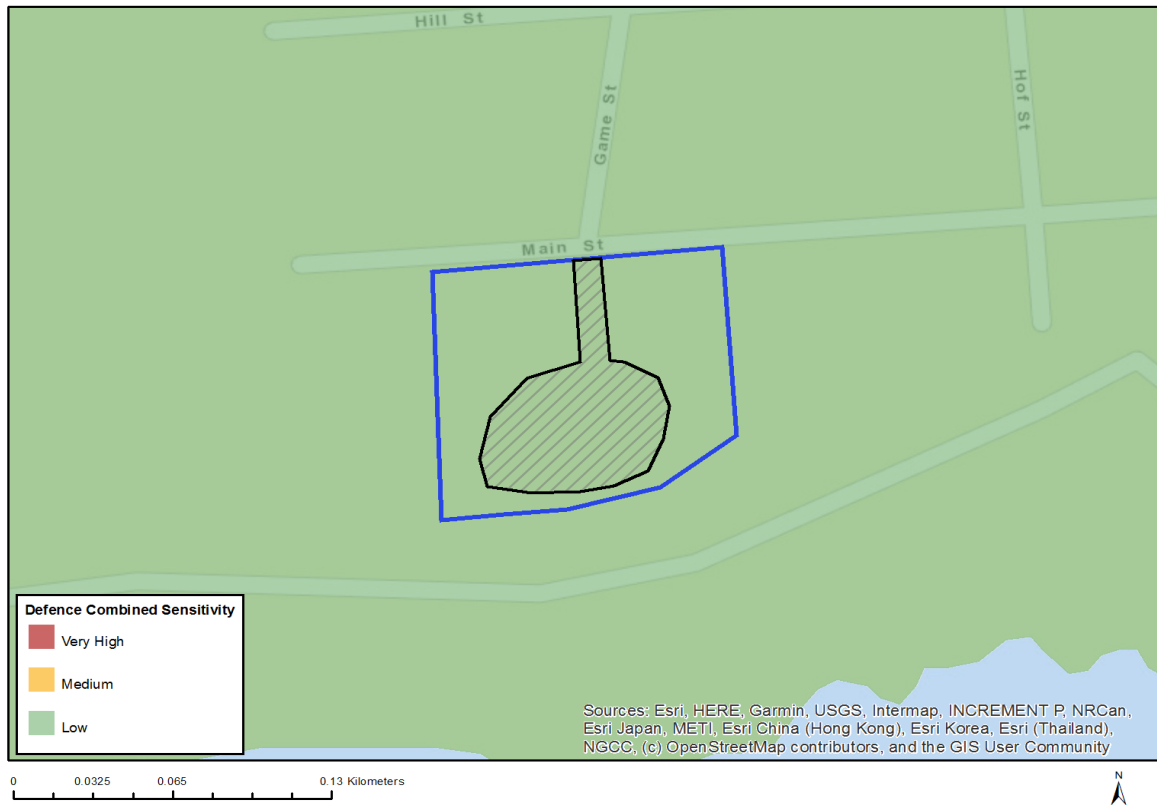 Hill St
Game St
Hof St
Main St
Defence Combined Sensitivity
Very High
Medium
Low
Sources: Esri, HERE, Garmin, USGS, Intermap, INCREMENT P, NRCan,
Esri Japan, METI, Esri China (Hong Kong), Esri Korea, Esri (Thailand),
NGCC, (c) OpenStreetMap contributors, and the GIS User Community
0 0.0325 0.065 0.13 Kilometers
N